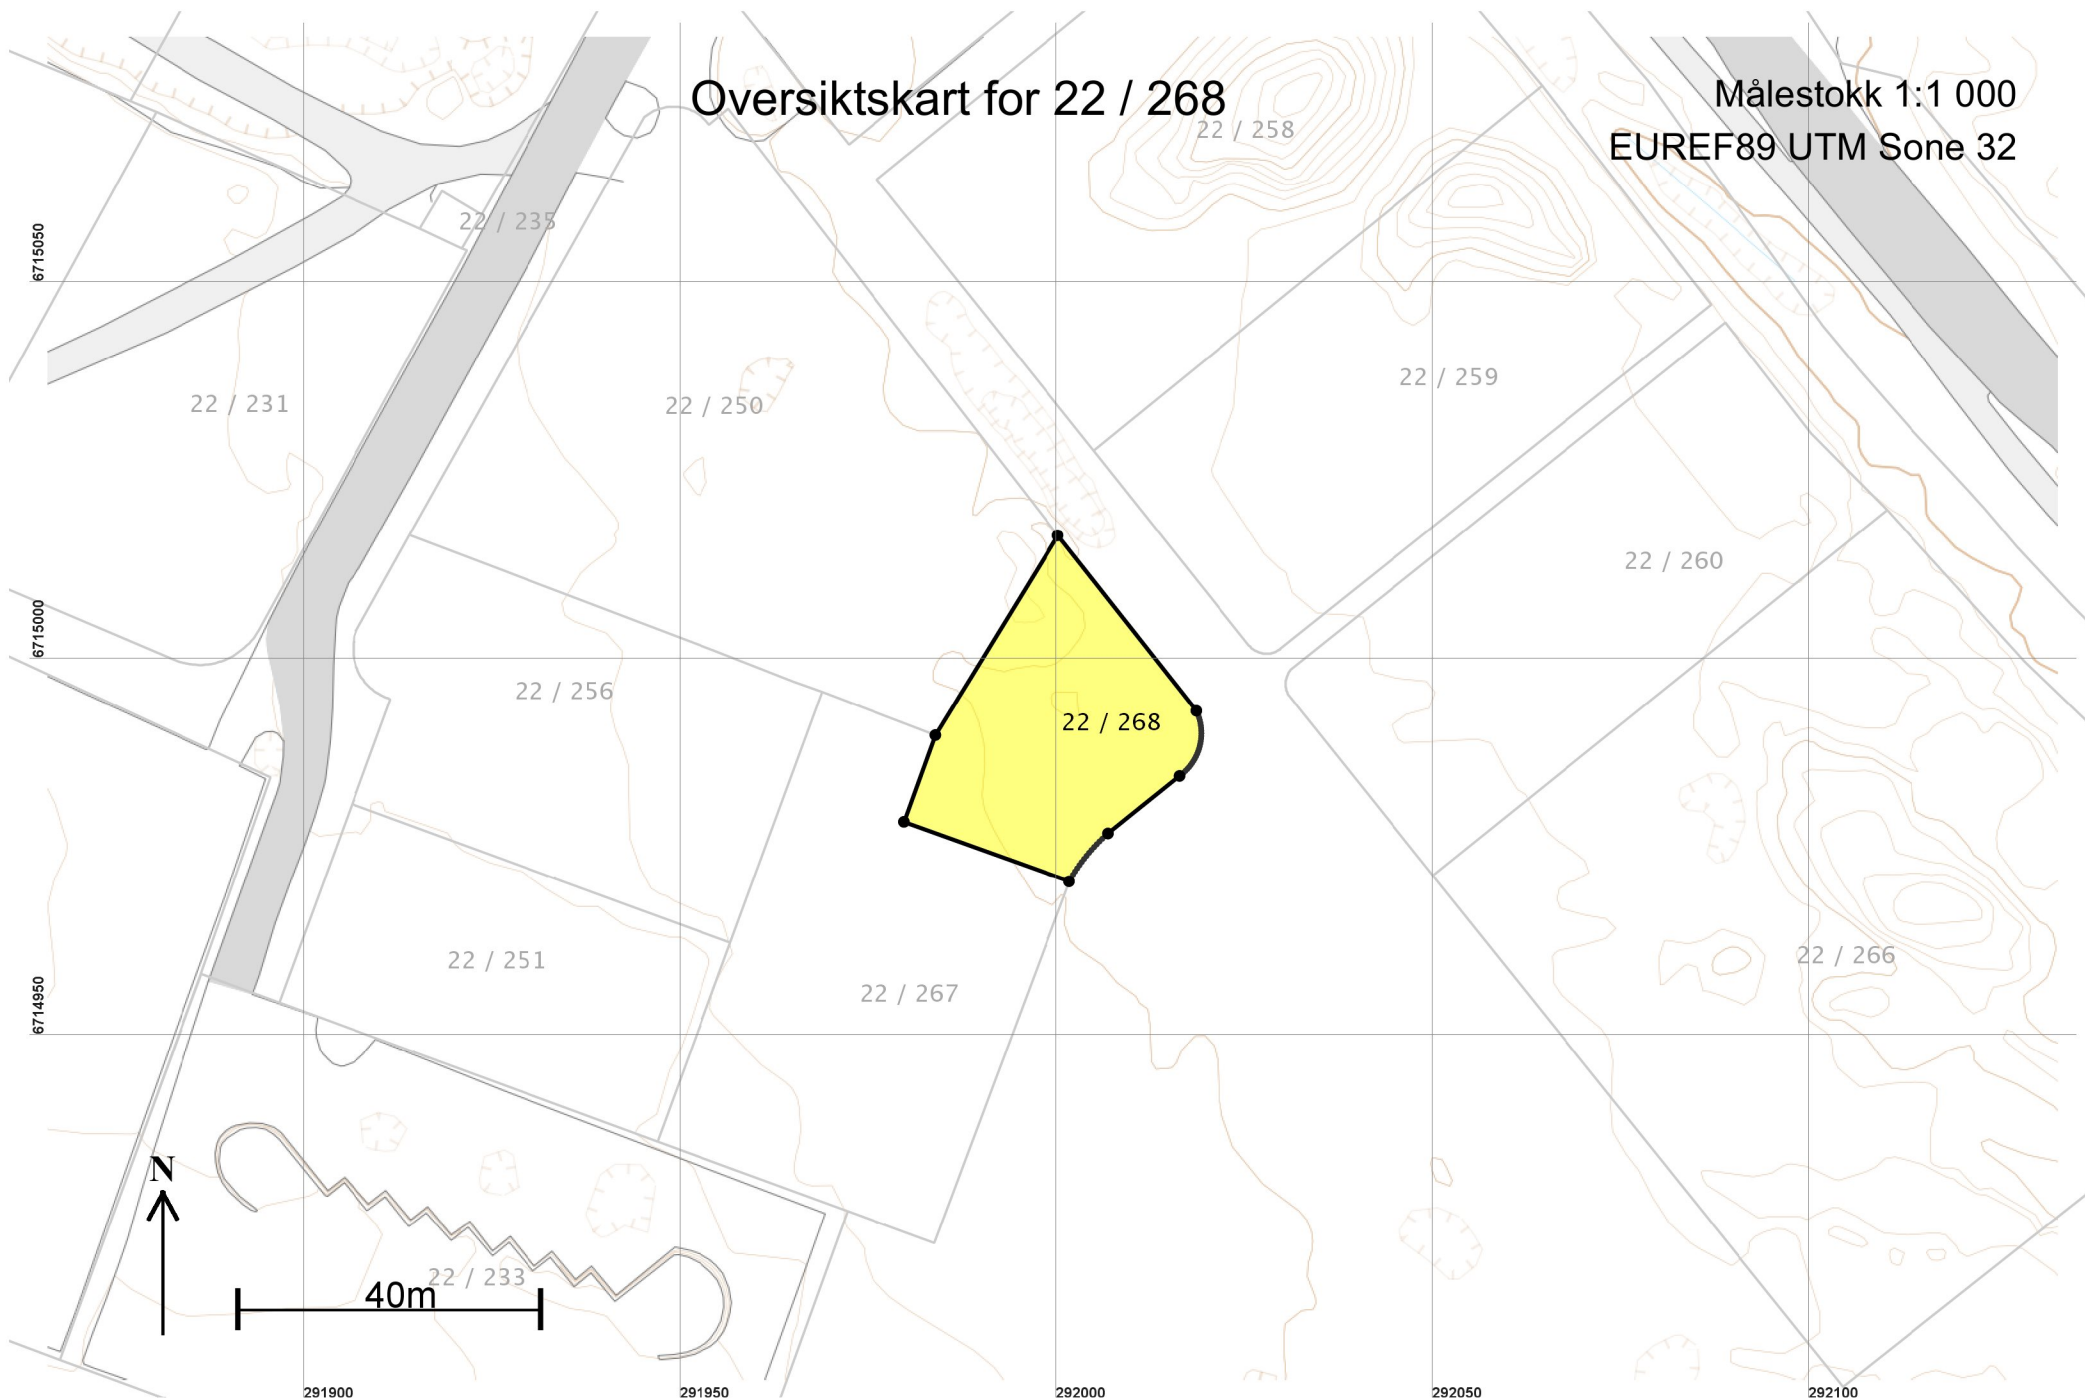 Oversiktskart for 22 / 268
Målestokk 1:1 000
EUREF89 UTM Sone 32
22 / 258
22 / 235
6715050
22 / 259
22 / 231
22 / 250
22 / 260
6715000
22 / 256
22 / 268
22 / 266
22 / 251
22 / 267
6714950
N
22 / 233
40m
291900
291950
292000
292050
292100